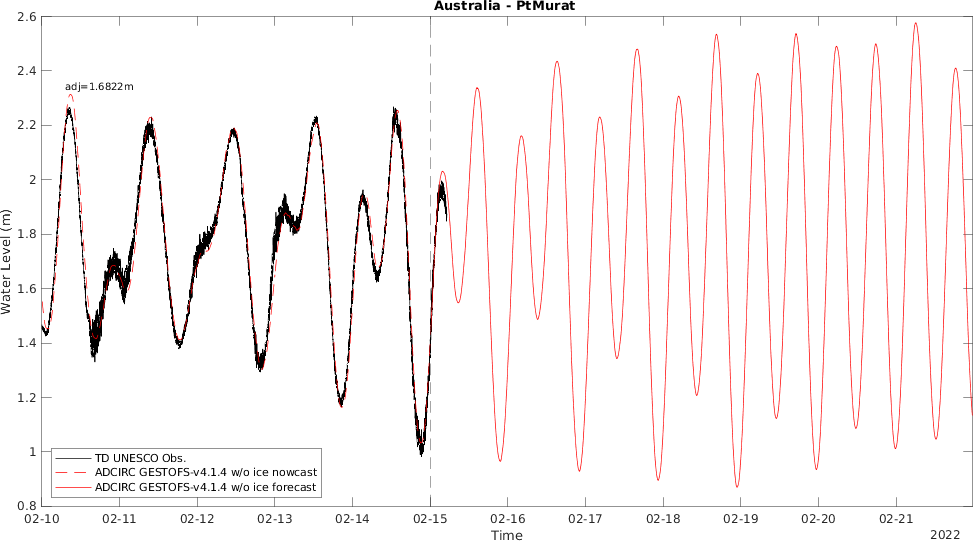 Australia - PtMurat
adj=1.6822m
Water Level (m)
2.6
2.4
2.2
2
1.8
1.6
1.4
1.2
1
0.8
TD UNESCO Obs.
ADCIRC GESTOFS-v4.1.4 w/o ice nowcast
ADCIRC GESTOFS-v4.1.4 w/o ice forecast
02-10 02-11 02-12 02-13 02-14 02-15 02-16 02-17 02-18 02-19 02-20 02-21
Time
2022